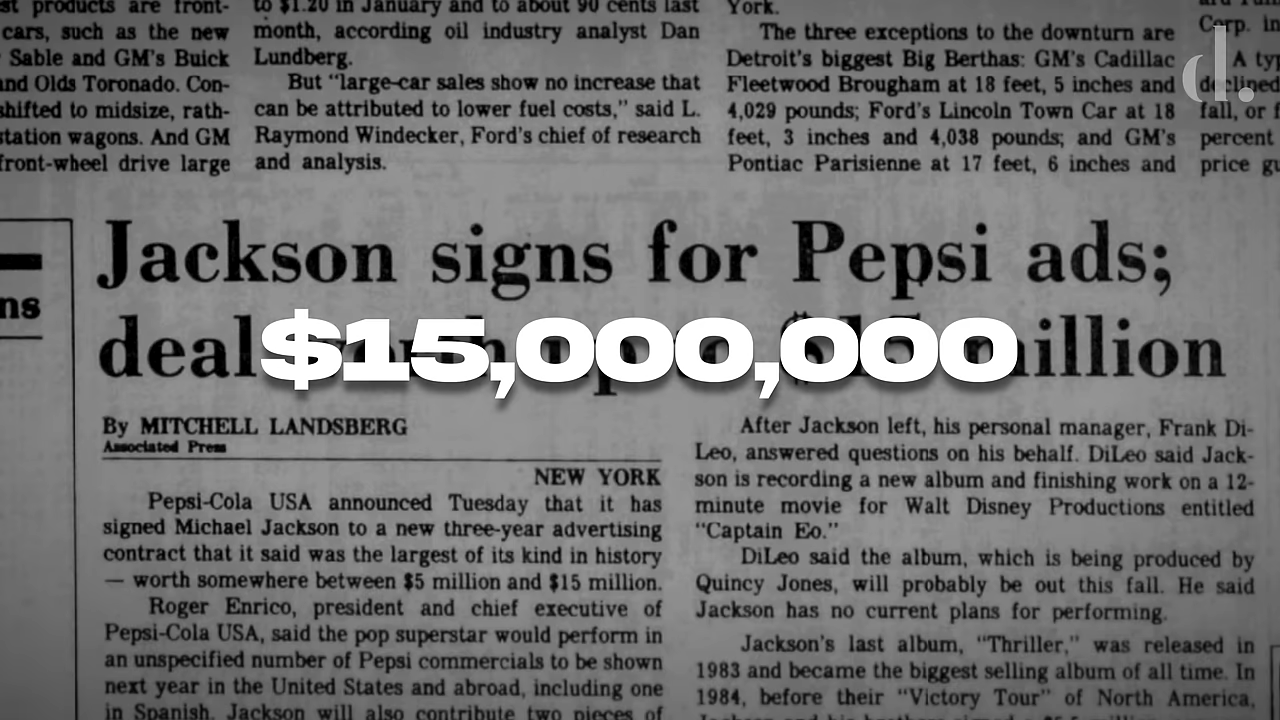 st products are front-
cars, such as the new
Sable and GM's Buick
nd Olds Toronado. Con-
shifted to midsize, rath-
station wagons. And GM
front-wheel drive large
to $1.20 in January and to about 90 cents last
month, according oil industry analyst Dan
Lundberg.
But "large-car sales show no increase that
can be attributed to lower fuel costs," said L.
Raymond Windecker, Ford's chief of research
and analysis.
York.
The three exceptions to the downturn are
Detroit's biggest Big Berthas: GM's Cadillac
Fleetwood Brougham at 18 feet, 5 inches and
4,029 pounds; Ford's Lincoln Town Car at 18
feet, 3 inches and 4,038 pounds; and GM's
Pontiac Parisienne at 17 feet, 6 inches and
Corp. in
A typ
declined
fall, or f
percent
price gu
d.
ns
Jackson signs for Pepsi ads;
deal million
$15,000,000
By MITCHELL LANDSBERG
Associated Press
NEW YORK
Pepsi-Cola USA announced Tuesday that it has
signed Michael Jackson to a new three-year advertising
contract that it said was the largest of its kind in history
— worth somewhere between $5 million and $15 million.
Roger Enrico, president and chief executive of
Pepsi-Cola USA, said the pop superstar would perform in
an unspecified number of Pepsi commercials to be shown
next year in the United States and abroad, including one
in Spanish. Jackson will also contribute two pieces of
After Jackson left, his personal manager, Frank Di-
Leo, answered questions on his behalf. DiLeo said Jack-
son is recording a new album and finishing work on a 12-
minute movie for Walt Disney Productions entitled
"Captain Eo."
DiLeo said the album, which is being produced by
Quincy Jones, will probably be out this fall. He said
Jackson has no current plans for performing.
Jackson's last album, "Thriller," was released in
1983 and became the biggest selling album of all time. In
1984, before their "Victory Tour" of North America,